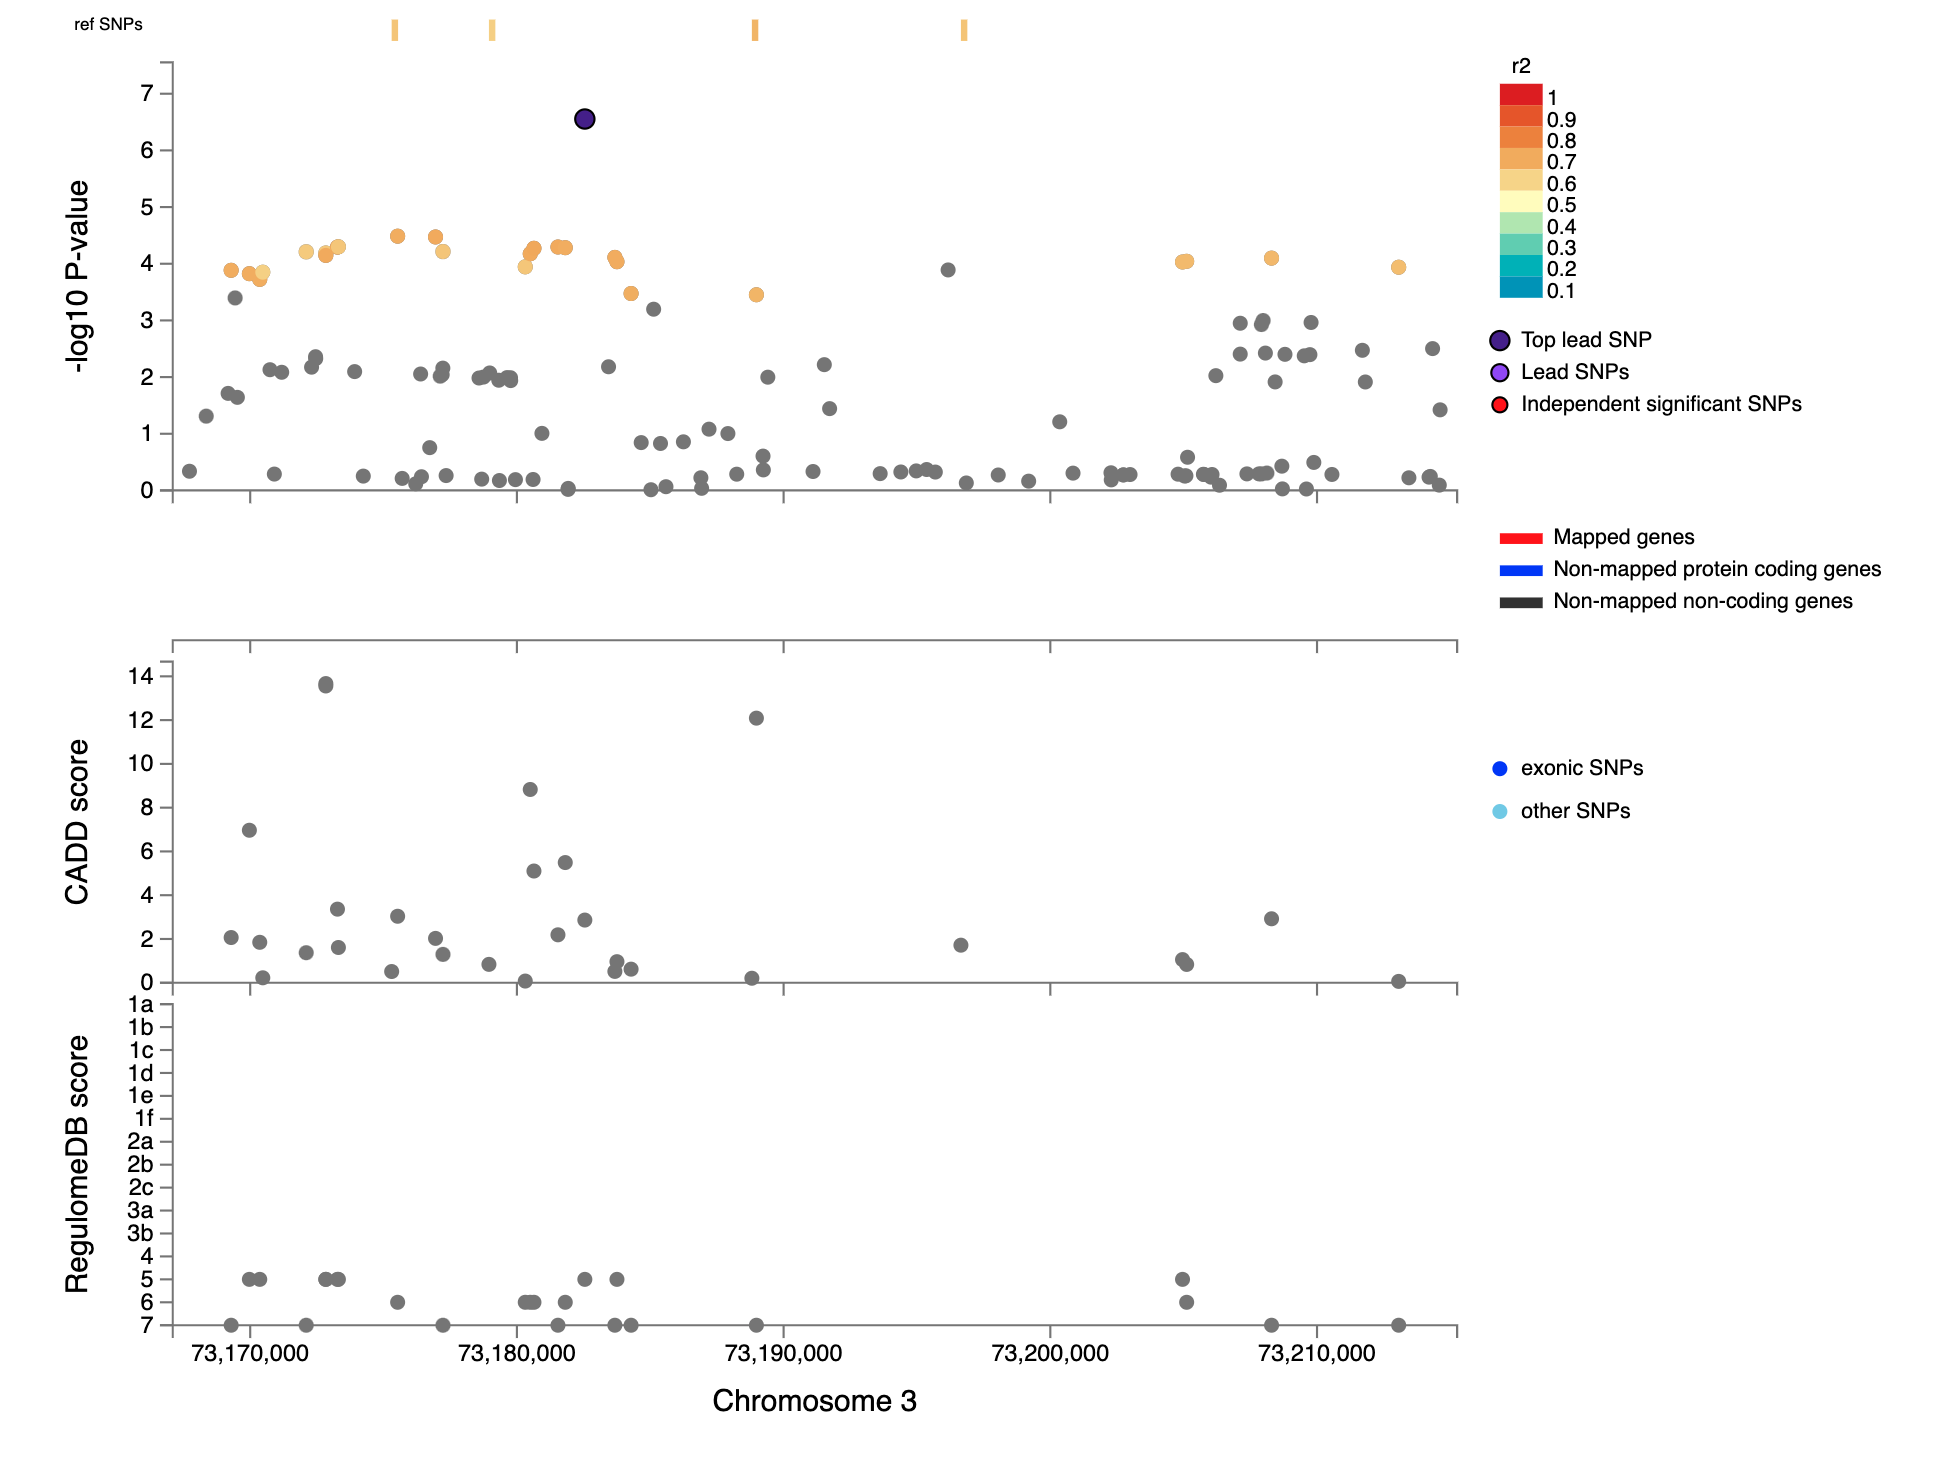 ref SNPs
-log10 P-value
7
6
5
4
3
2
1
0
r2
1
0.9
0.8
0.7
0.6
0.5
0.4
0.3
0.2
0.1
Top lead SNP
Lead SNPs
Independent significant SNPs
Mapped genes
Non-mapped protein coding genes
Non-mapped non-coding genes
CADD score
14
12
10
8
6
4
2
0
exonic SNPs
other SNPs
RegulomeDB score
1a
1b
1c
1d
1e
1f
2a
2b
2c
3a
3b
4
5
6
7
73,170,000 73,180,000 73,190,000 73,200,000 73,210,000
Chromosome 3